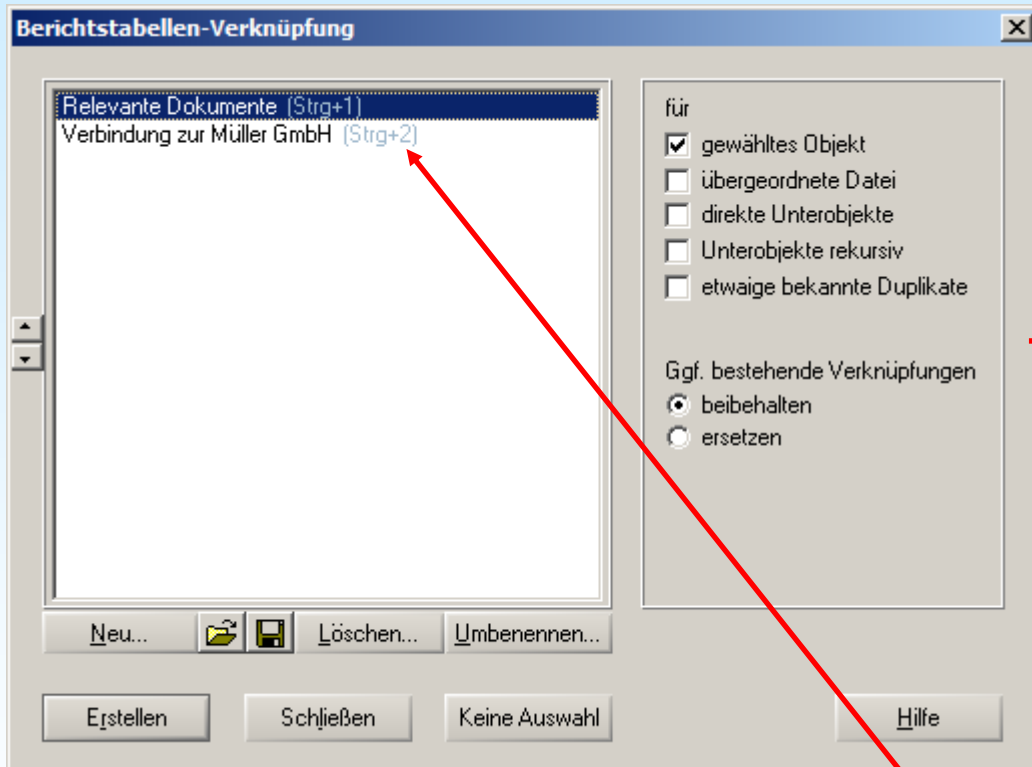 Berichtstabellen-Verknüpfung
Relevante Dokumente (Strg+1)
Verbindung zur Müller GmbH (Strg+2)
für
gewähltes Objekt
übergeordnete Datei
direkte Unterobjekte
Unterobjekte rekursiv
etwaige bekannte Duplikate
Ggf. bestehende Verknüpfungen
beibehalten
ersetzen
Neu... Löschen... Umbenennen...
Erstellen Schließen Keine Auswahl Hilfe